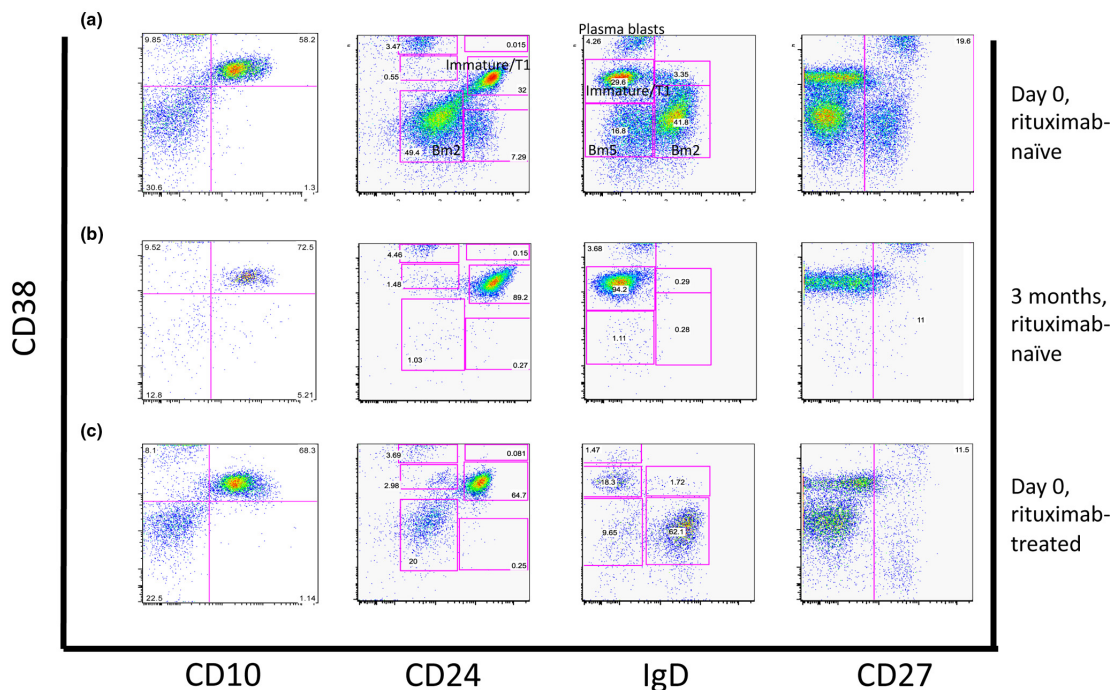 (a)
9.85 58.2
30.6 1.3
3.47 0.015
0.55 Immature/T1
32
49.4 Bm2
7.29
Plasma blasts
4.26
29.6 3.35
Immature/T1
16.8 41.8
Bm5 Bm2
19.6
Day 0,
rituximab-
naïve
(b)
9.52 72.5
12.8 5.21
4.46 0.15
1.48 89.2
1.03 0.27
3.68
94.2 0.29
1.11 0.28
11
3 months,
rituximab-
naïve
(c)
8.1 68.3
22.5 1.14
3.69 0.081
2.98 64.7
20 0.25
1.47
18.3 1.72
9.65 62.1
11.5
Day 0,
rituximab-
treated
CD38
CD10 CD24 IgD CD27